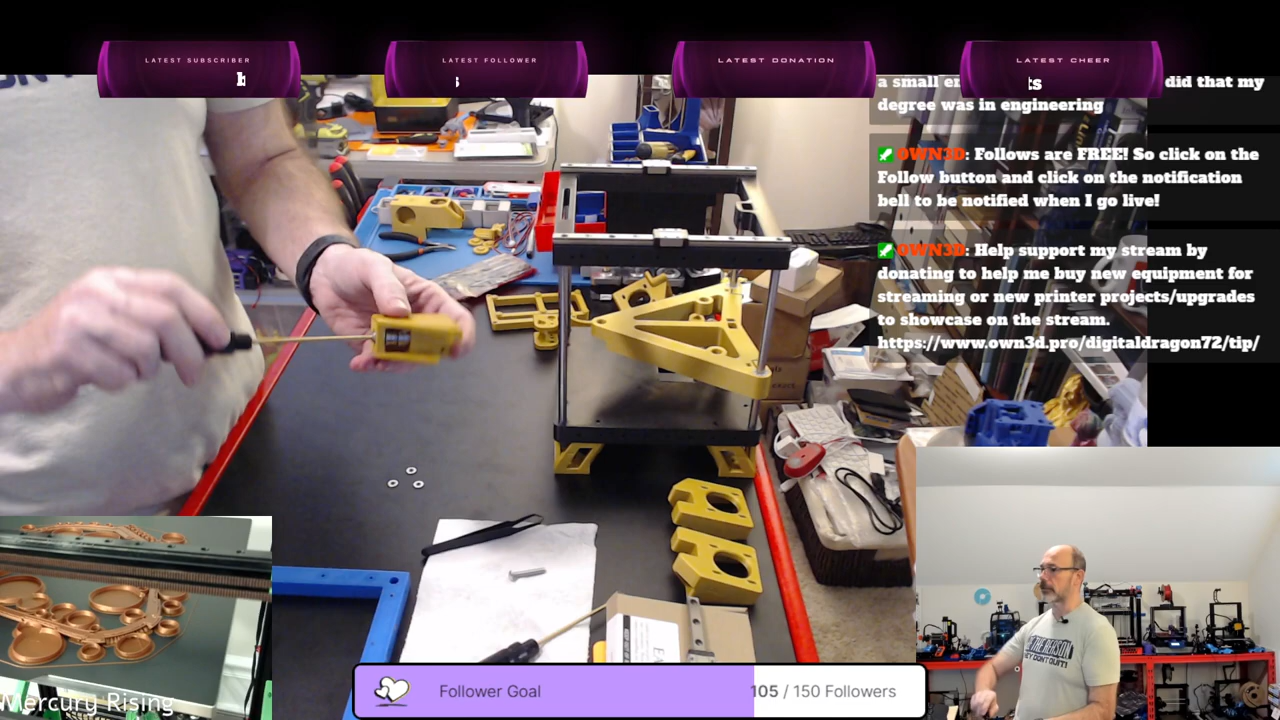 LATEST SUBSCRIBER
LATEST FOLLOWER
LATEST DONATION
LATEST CHEER
a small did that my
degree was in engineering
OWN3D: Follows are FREE! So click on the
Follow button and click on the notification
bell to be notified when I go live!
OWN3D: Help support my stream by
donating to help me buy new equipment for
streaming or new printer projects/upgrades
to showcase on the stream.
https://www.own3d.pro/digitaldragon72/tip/
Mercury Rising
Follower Goal
105 / 150 Followers